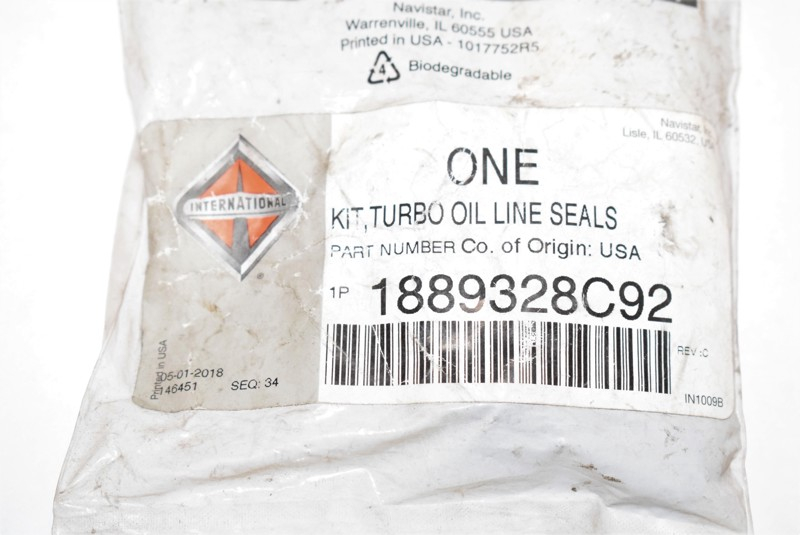 Navistar, Inc.
Warrenville, IL 60555 USA
Printed in USA - 1017752R5
4
Biodegradable
Navistar,
Lisle, IL 60532,
INTERNATIONAL
ONE
KIT,TURBO OIL LINE SEALS
PART NUMBER Co. of Origin: USA
1P 1889328C92
REV :C
Printed in USA
05-01-2018
146451
SEQ: 34
IN1009B